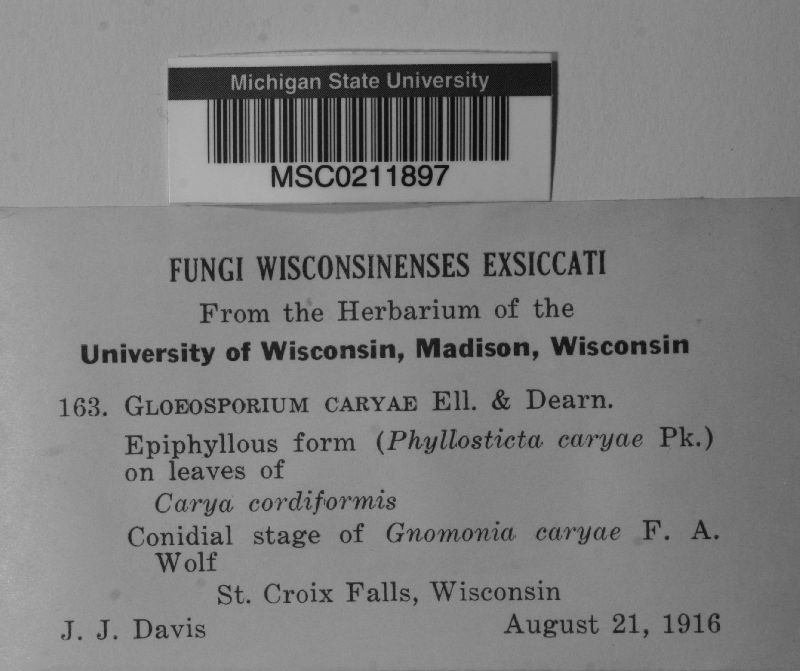 Michigan State University
MSC0211897
FUNGI WISCONSINENSES EXSICCATI
From the Herbarium of the
University of Wisconsin, Madison, Wisconsin
163. GLOEOSPORIUM CARYAE Ell. & Dearn.
Epiphyllous form (Phyllosticta caryae Pk.)
on leaves of
Carya cordiformis
Conidial stage of Gnomonia caryae F. A.
Wolf
St. Croix Falls, Wisconsin
J. J. Davis August 21, 1916